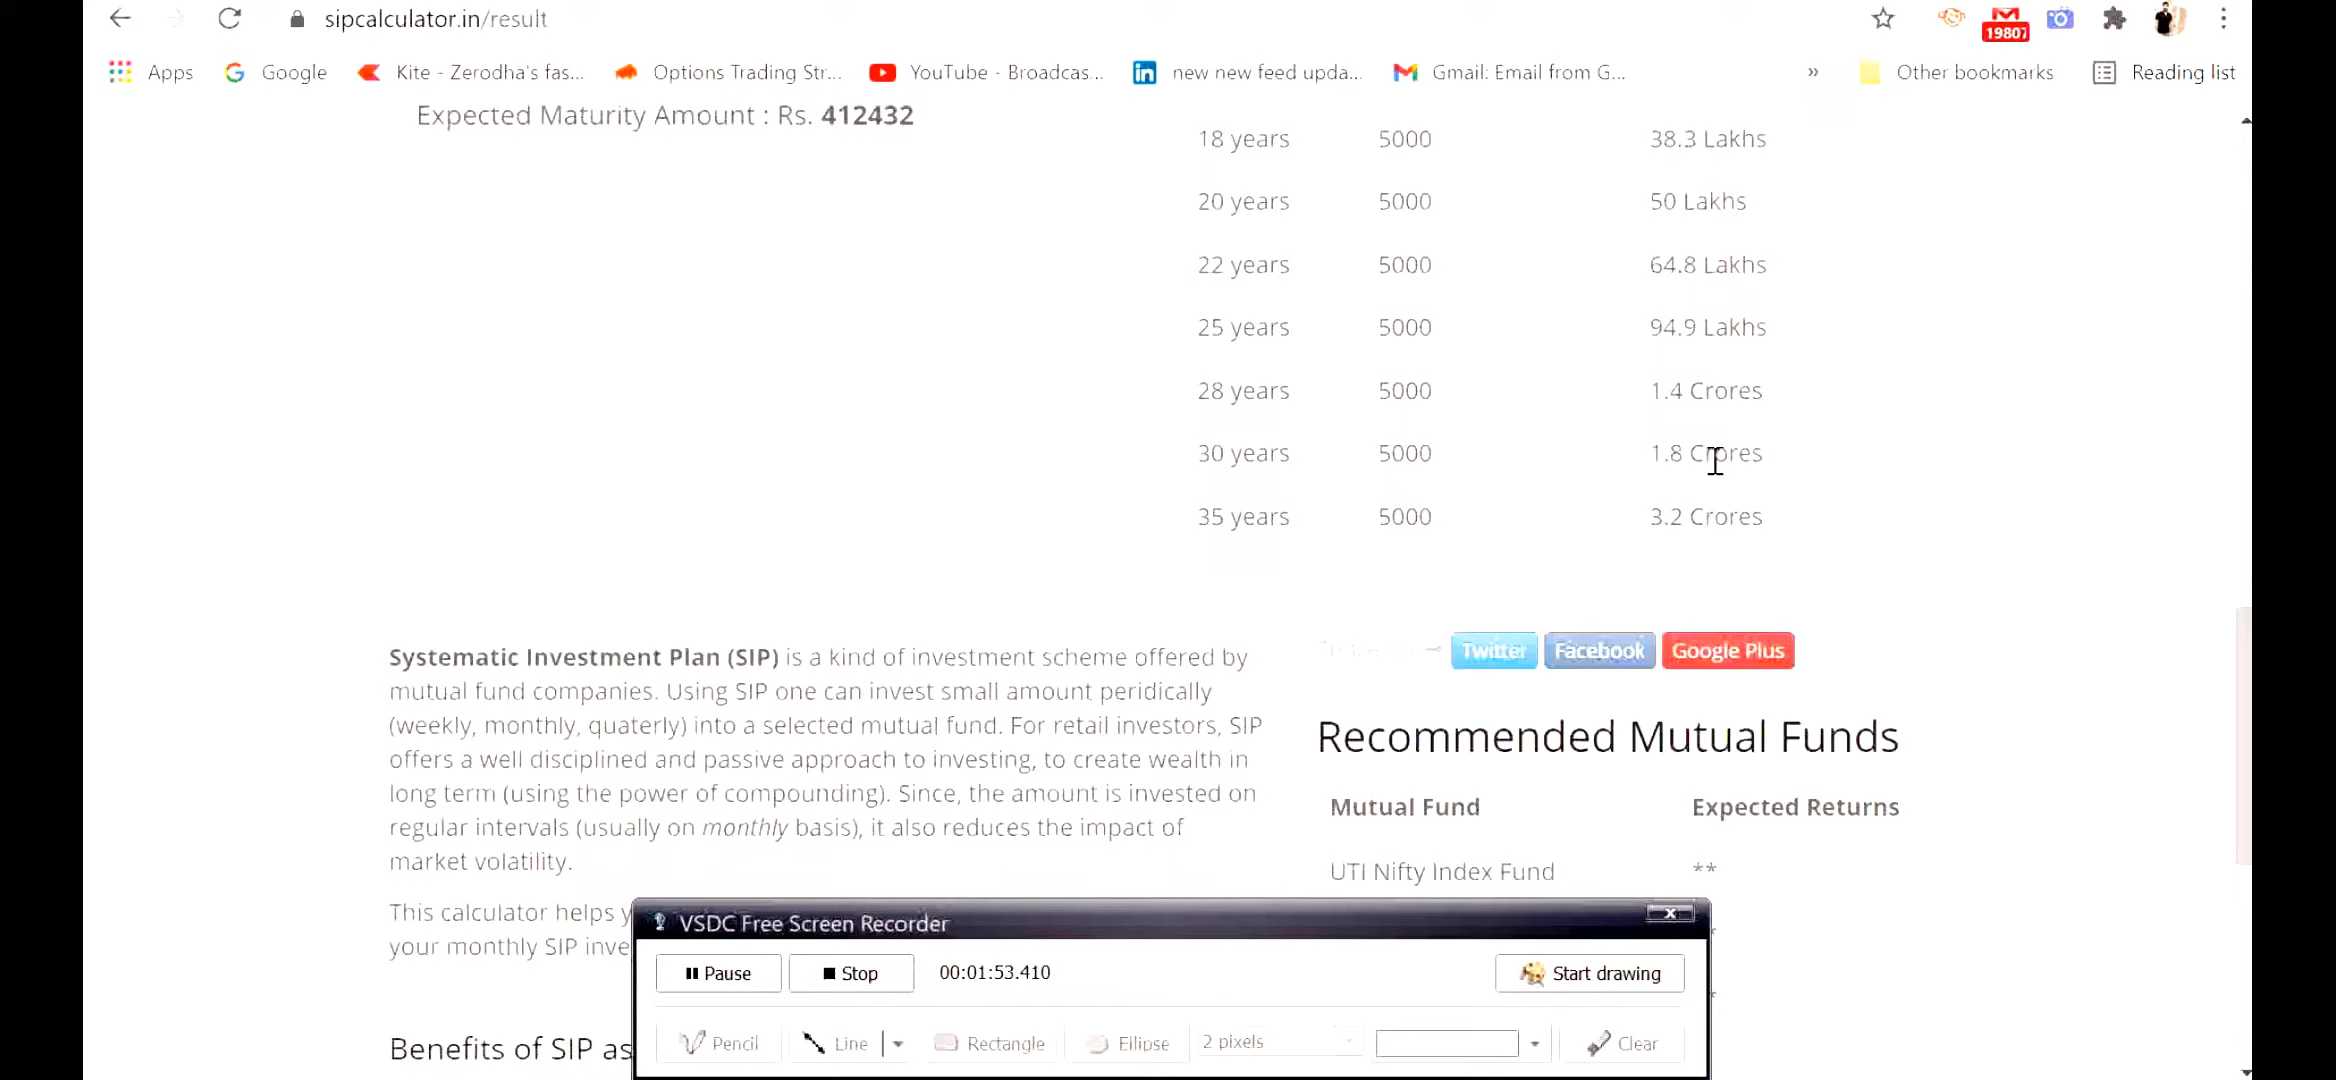 sipcalculator.in/result
19807
Apps Google Kite - Zerodha's fas... Options Trading Str... YouTube - Broadcas... new new feed upda... Gmail: Email from G... » Other bookmarks Reading list
Expected Maturity Amount : Rs. 412432
18 years 5000 38.3 Lakhs
20 years 5000 50 Lakhs
22 years 5000 64.8 Lakhs
25 years 5000 94.9 Lakhs
28 years 5000 1.4 Crores
30 years 5000 1.8 Crores
35 years 5000 3.2 Crores
Systematic Investment Plan (SIP) is a kind of investment scheme offered by
mutual fund companies. Using SIP one can invest small amount peridically
(weekly, monthly, quaterly) into a selected mutual fund. For retail investors, SIP
offers a well disciplined and passive approach to investing, to create wealth in
long term (using the power of compounding). Since, the amount is invested on
regular intervals (usually on monthly basis), it also reduces the impact of
market volatility.
This calculator helps y
your monthly SIP inve
Benefits of SIP as
Twitter Facebook Google Plus
Recommended Mutual Funds
Mutual Fund Expected Returns
UTI Nifty Index Fund **
VSDC Free Screen Recorder
Pause Stop 00:01:53.410 Start drawing
Pencil Line Rectangle Ellipse 2 pixels Clear